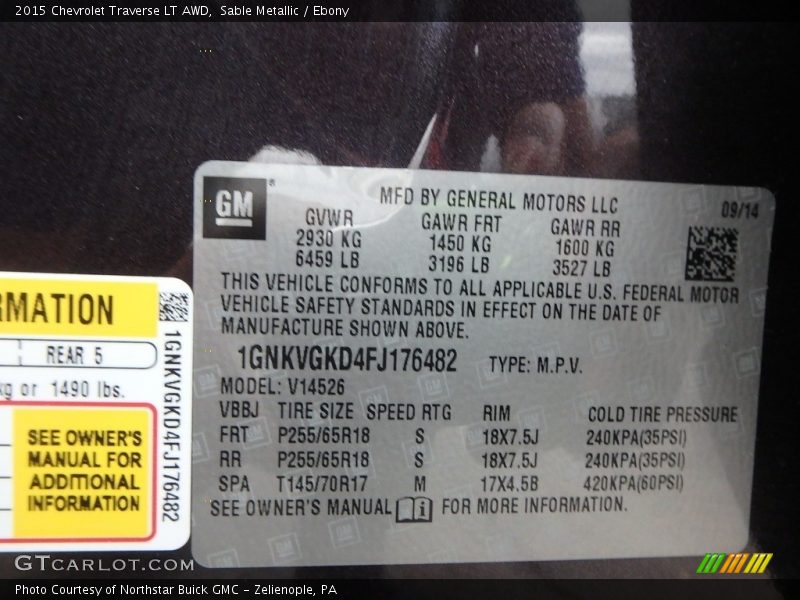 2015 Chevrolet Traverse LT AWD, Sable Metallic / Ebony
GM
MFD BY GENERAL MOTORS LLC
09/14
GVWR GAWR FRT GAWR RR
2930 KG 1450 KG 1600 KG
6459 LB 3196 LB 3527 LB
THIS VEHICLE CONFORMS TO ALL APPLICABLE U.S. FEDERAL MOTOR
VEHICLE SAFETY STANDARDS IN EFFECT ON THE DATE OF
MANUFACTURE SHOWN ABOVE.
1GNKVGKD4FJ176482 TYPE: M.P.V.
MODEL: V14526
VBBJ TIRE SIZE SPEED RTG RIM COLD TIRE PRESSURE
FRT P255/65R18 S 18X7.5J 240KPA(35PSI)
RR P255/65R18 S 18X7.5J 240KPA(35PSI)
SPA T145/70R17 M 17X4.5B 420KPA(60PSI)
SEE OWNER'S MANUAL FOR MORE INFORMATION.
RMATION
REAR 5
kg or 1490 lbs.
SEE OWNER'S
MANUAL FOR
ADDITIONAL
INFORMATION
1GNKVGKD4FJ176482
GTcarlot.com
Photo Courtesy of Northstar Buick GMC - Zelienople, PA